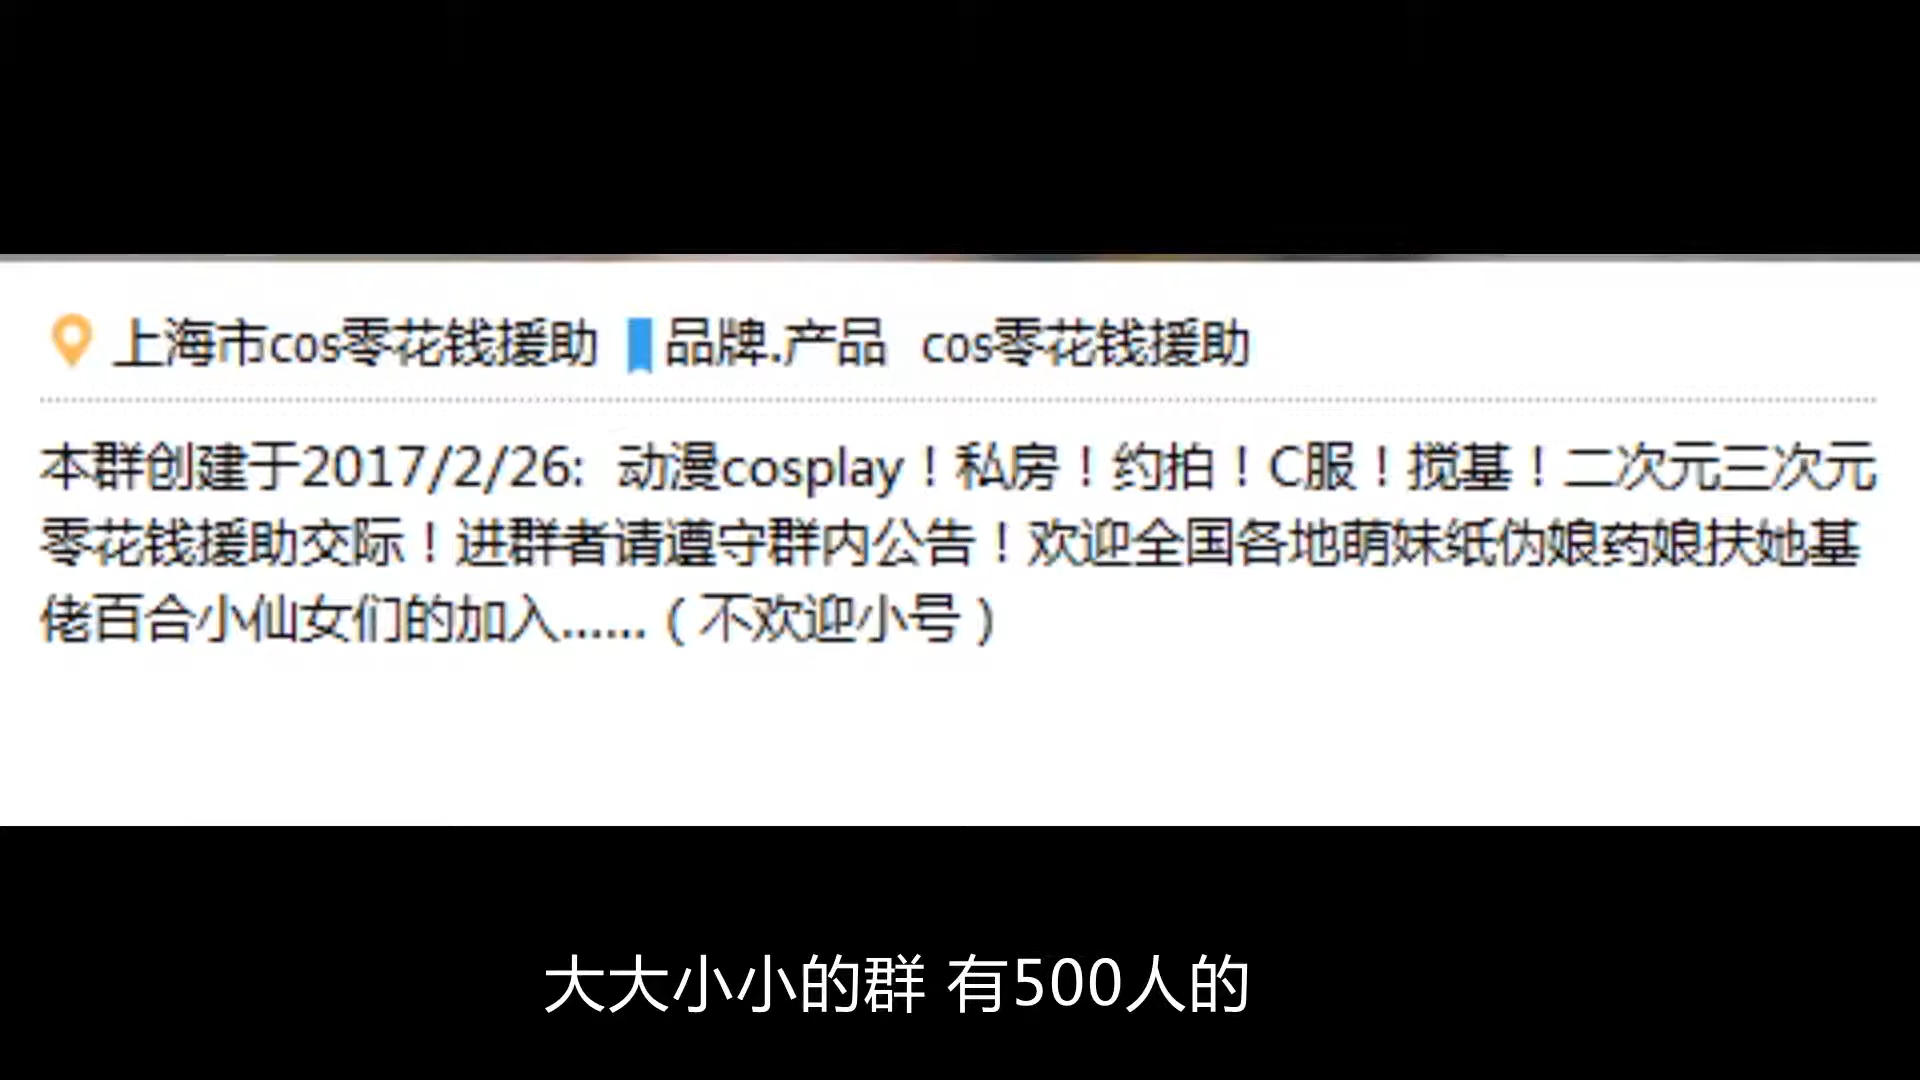 上海市cos零花钱援助 品牌.产品 cos零花钱援助
本群创建于2017/2/26: 动漫cosplay！私房！约拍！C服！搅基！二次元三次元
零花钱援助交际！进群者请遵守群内公告！欢迎全国各地萌妹纸伪娘药娘扶她基
佬百合小仙女们的加入......（不欢迎小号）
大大小小的群 有500人的